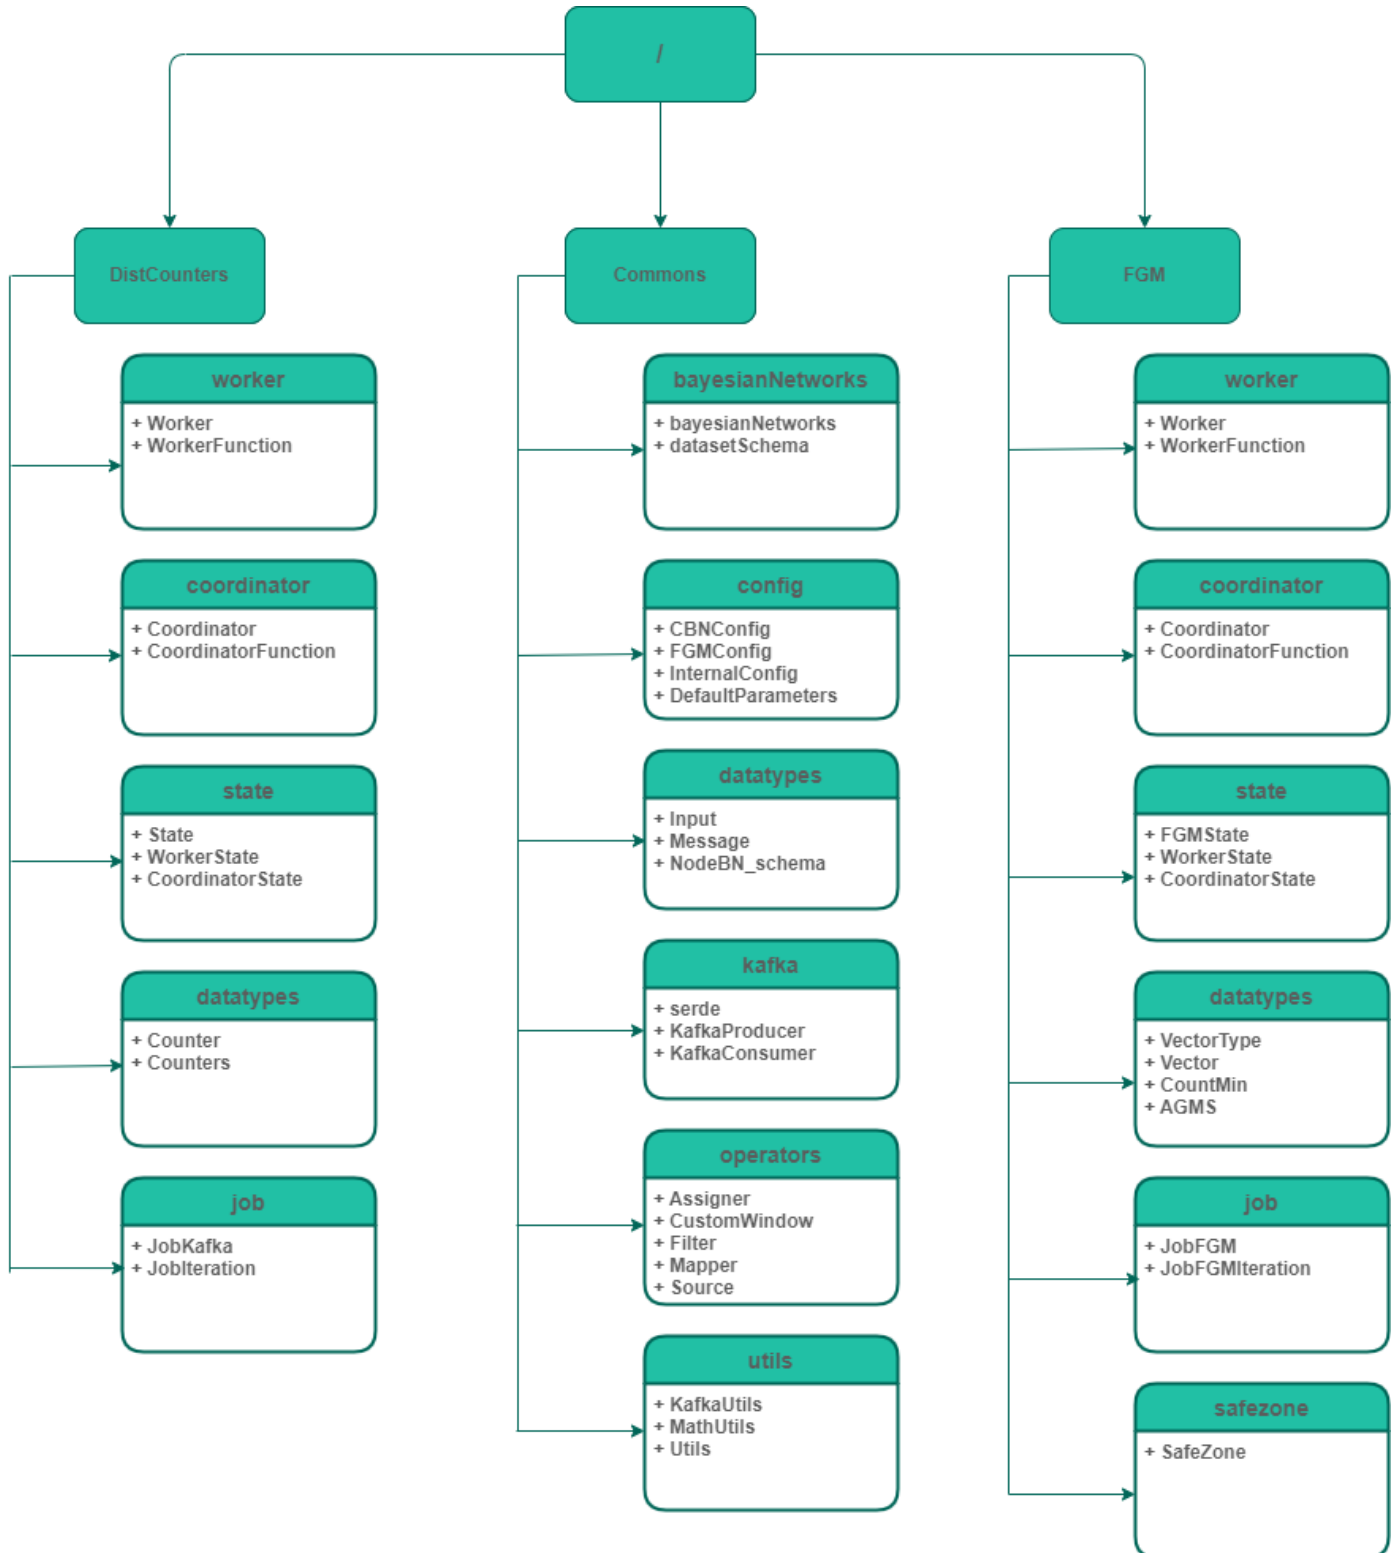 /
DistCounters
Commons
FGM
worker
+ Worker
+ WorkerFunction
coordinator
+ Coordinator
+ CoordinatorFunction
state
+ State
+ WorkerState
+ CoordinatorState
datatypes
+ Counter
+ Counters
job
+ JobKafka
+ JobIteration
bayesianNetworks
+ bayesianNetworks
+ datasetSchema
config
+ CBNConfig
+ FGMConfig
+ InternalConfig
+ DefaultParameters
datatypes
+ Input
+ Message
+ NodeBN_schema
kafka
+ serde
+ KafkaProducer
+ KafkaConsumer
operators
+ Assigner
+ CustomWindow
+ Filter
+ Mapper
+ Source
utils
+ KafkaUtils
+ MathUtils
+ Utils
worker
+ Worker
+ WorkerFunction
coordinator
+ Coordinator
+ CoordinatorFunction
state
+ FGMState
+ WorkerState
+ CoordinatorState
datatypes
+ VectorType
+ Vector
+ CountMin
+ AGMS
job
+ JobFGM
+ JobFGMIteration
safezone
+ SafeZone